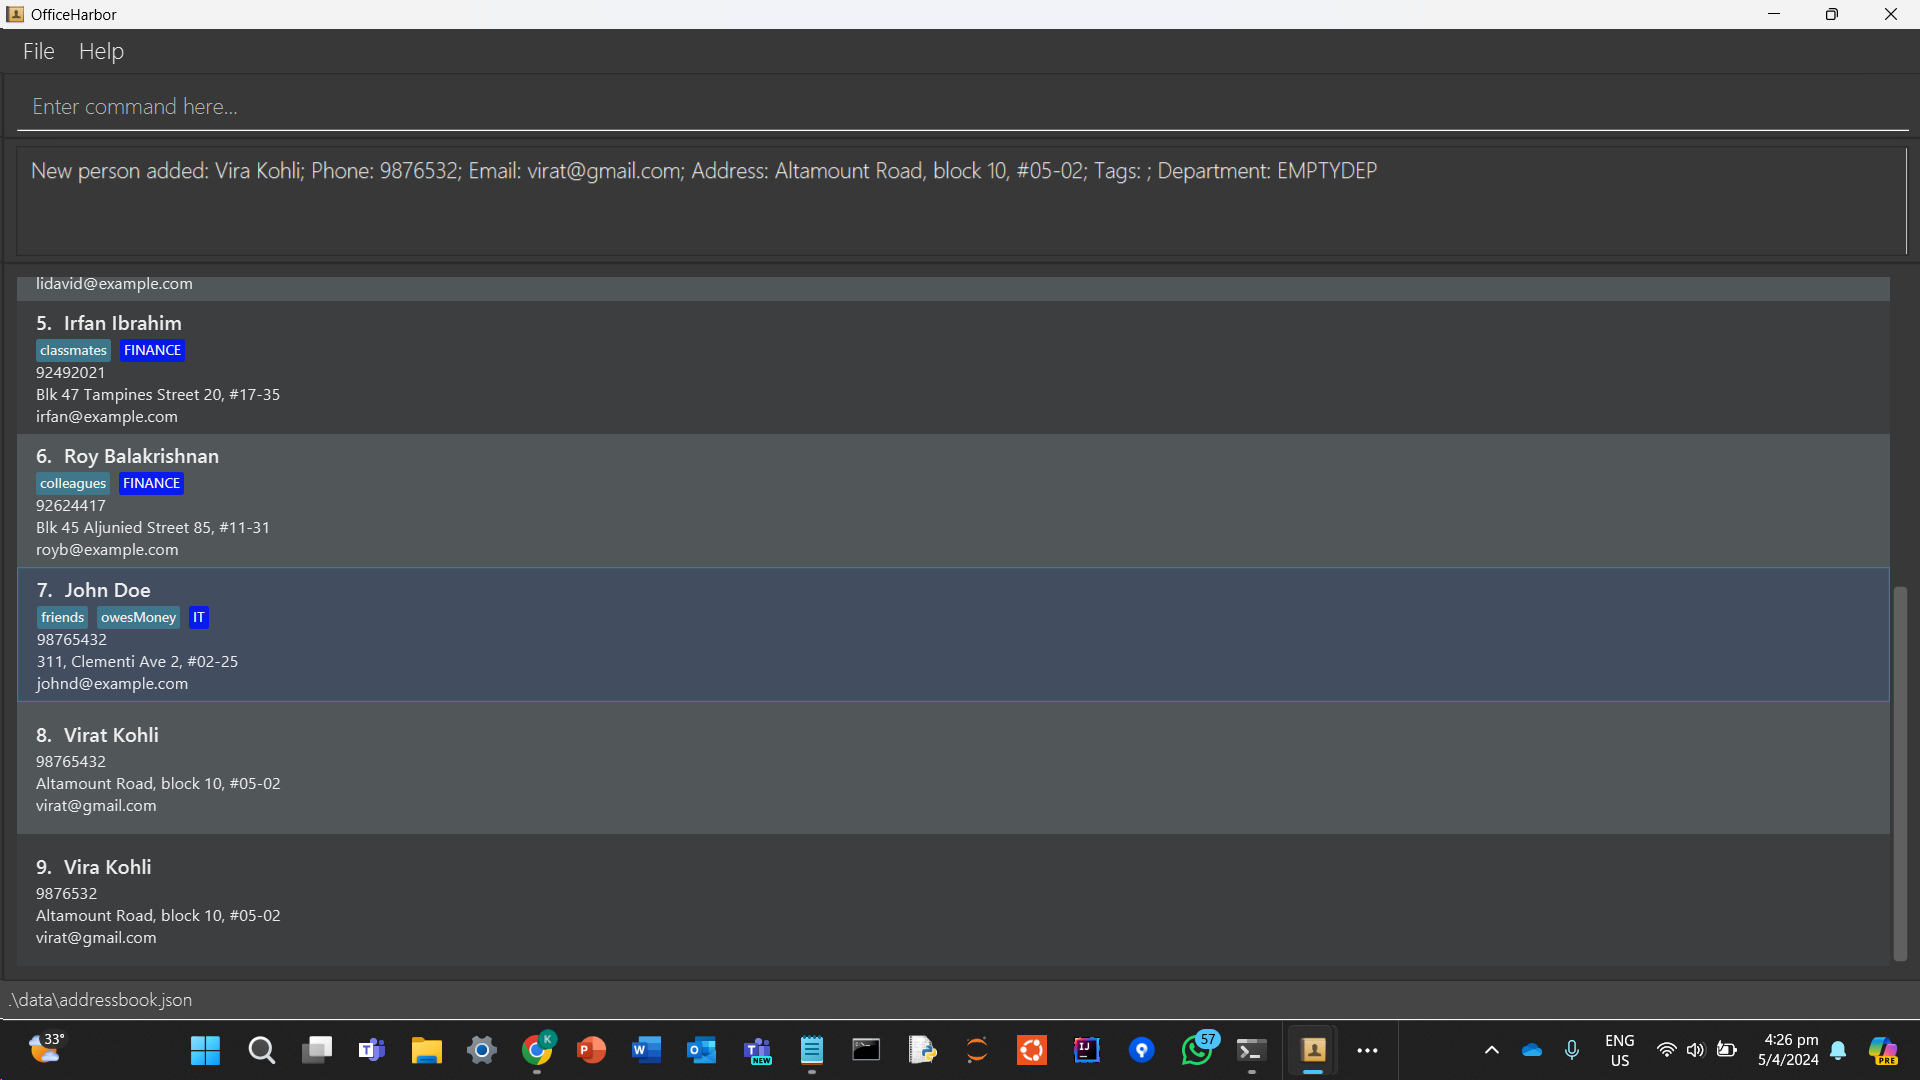 OfficeHarbor
File Help
Enter command here...
New person added: Vira Kohli; Phone: 9876532; Email: virat@gmail.com; Address: Altamount Road, block 10, #05-02; Tags: ; Department: EMPTYDEP
lidavid@example.com
5. Irfan Ibrahim
classmates FINANCE
92492021
Blk 47 Tampines Street 20, #17-35
irfan@example.com
6. Roy Balakrishnan
colleagues FINANCE
92624417
Blk 45 Aljunied Street 85, #11-31
royb@example.com
7. John Doe
friends owesMoney IT
98765432
311, Clementi Ave 2, #02-25
johnd@example.com
8. Virat Kohli
98765432
Altamount Road, block 10, #05-02
virat@gmail.com
9. Vira Kohli
9876532
Altamount Road, block 10, #05-02
virat@gmail.com
.\data\addressbook.json
33°
K
P
W
NEW
IJ
57
ENG
US
4:26 pm
5/4/2024
PRE